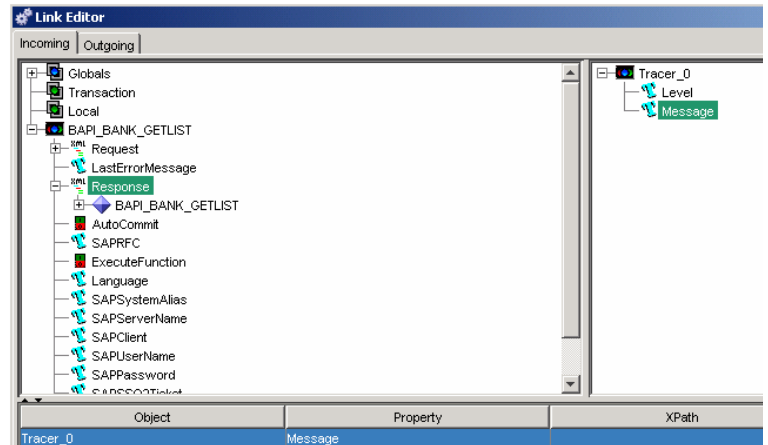 Link Editor
Incoming Outgoing
Globals
Transaction
Local
BAPI_BANK_GETLIST
XML Request
LastErrorMessage
XML Response
BAPI_BANK_GETLIST
AutoCommit
SAPRFC
ExecuteFunction
Language
SAPSystemAlias
SAPServerName
SAPClient
SAPUserName
SAPPassword
SAPSSO2Ticket
Tracer_0
Level
Message
Object Property XPath
Tracer_0 Message